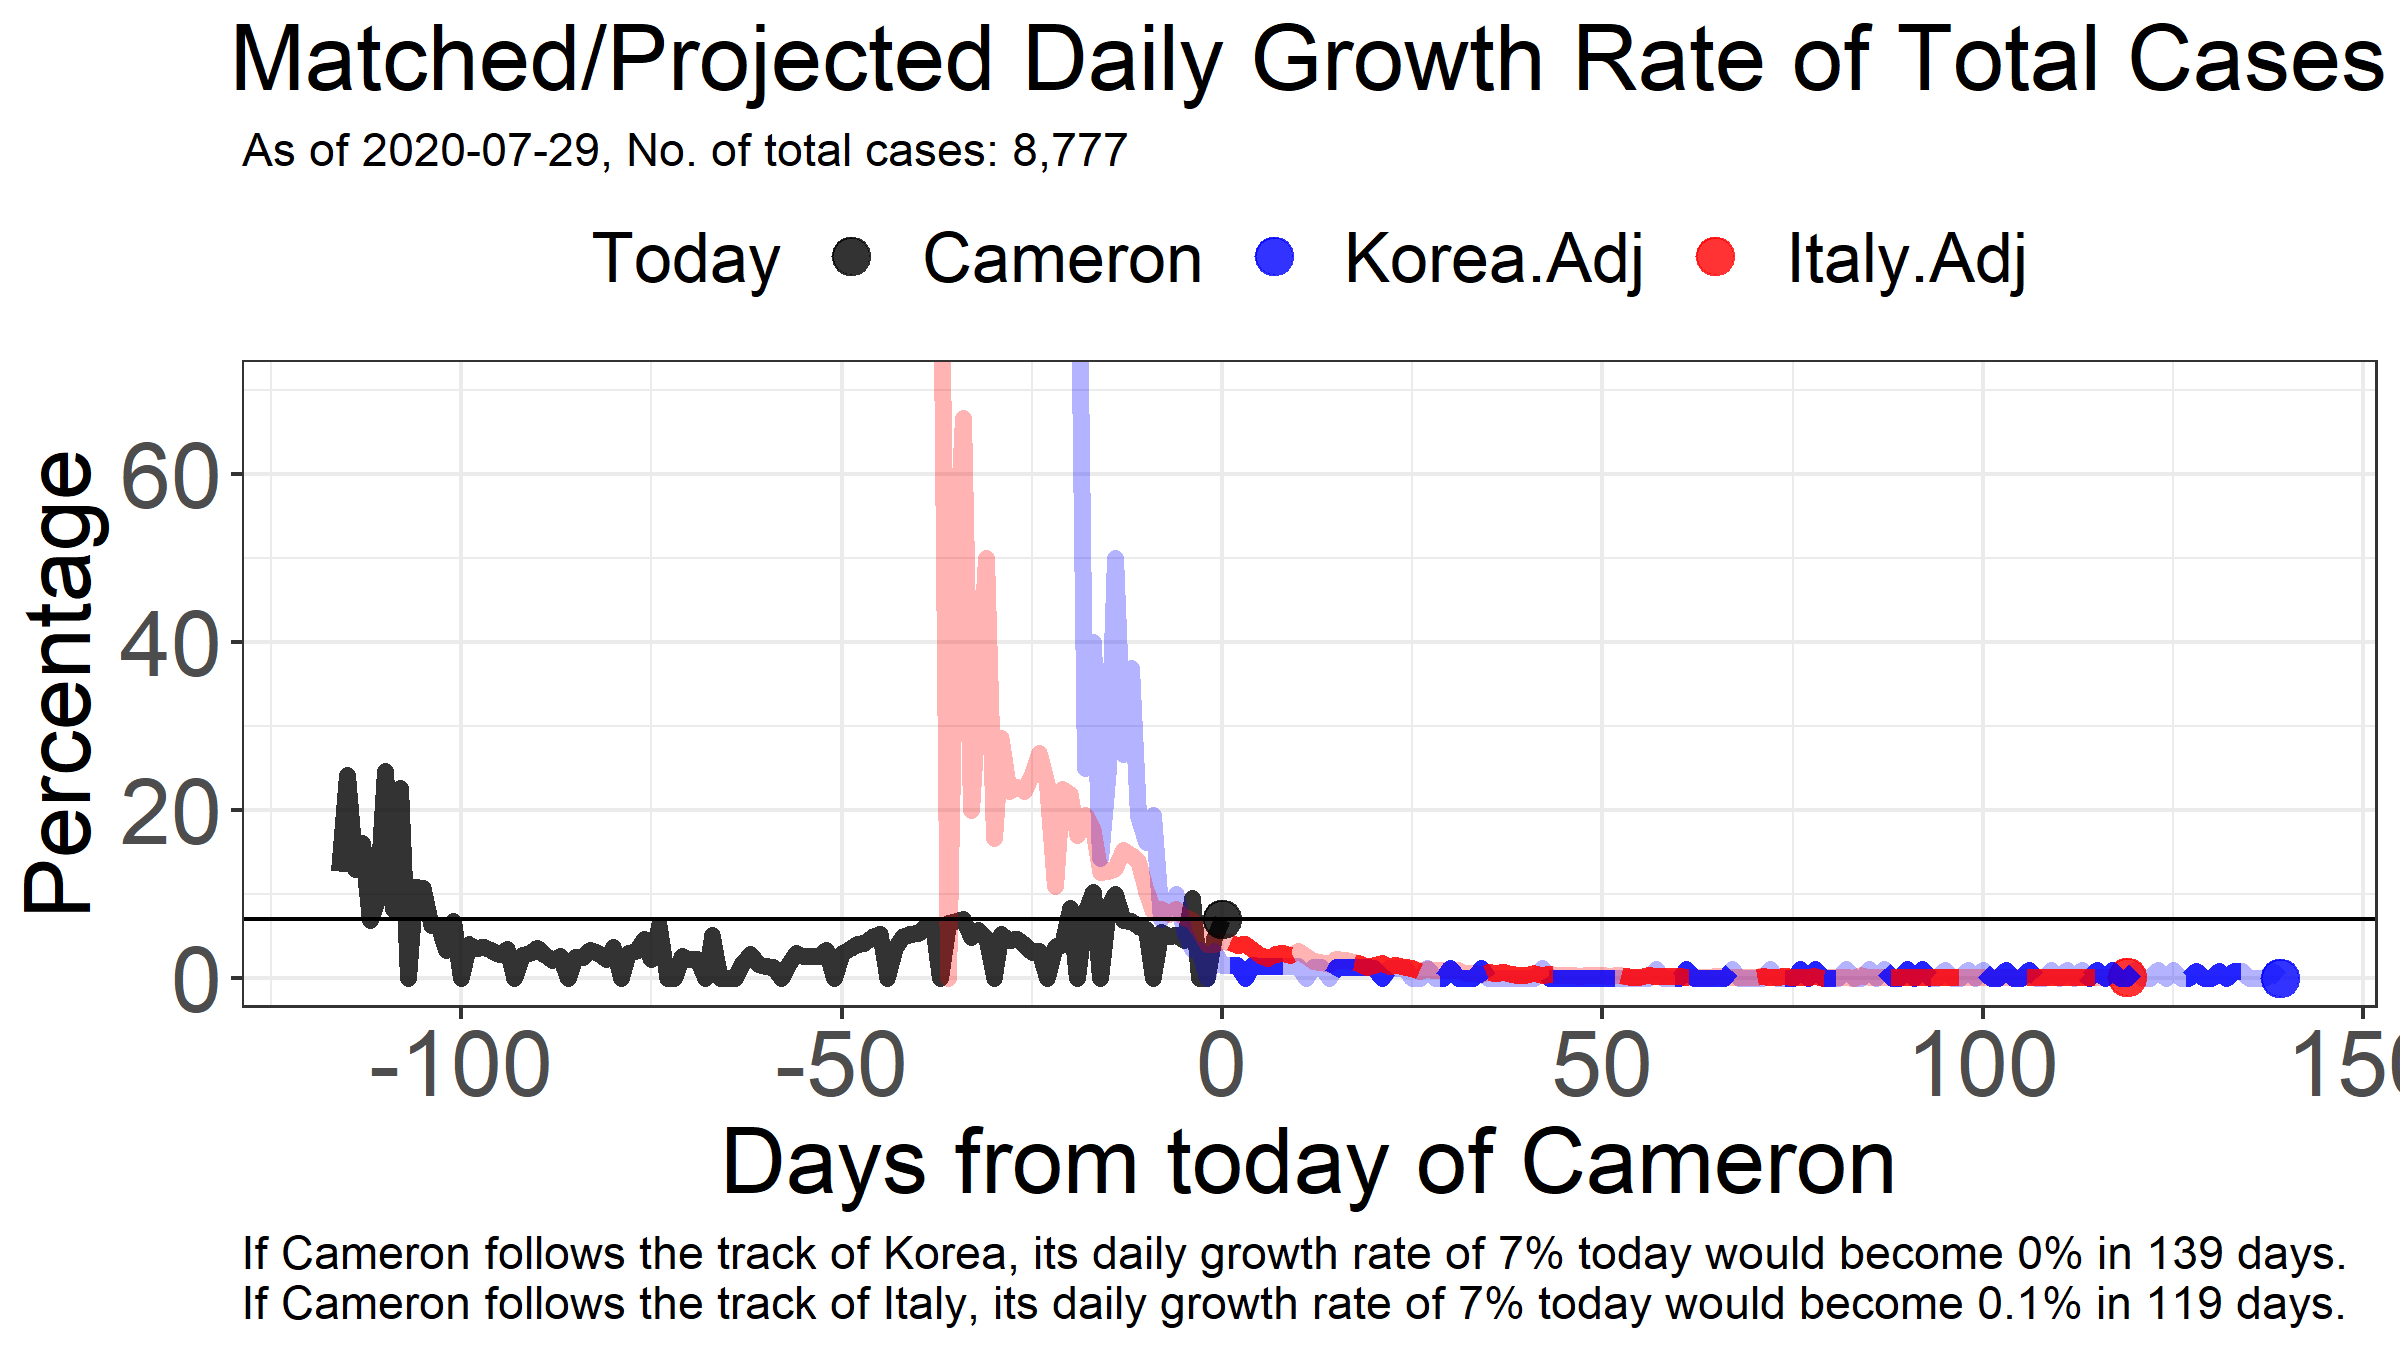 Matched/Projected Daily Growth Rate of Total Cases
As of 2020-07-29, No. of total cases: 8,777
Today Cameron Korea.Adj Italy.Adj
Percentage
60
40
20
0
-100 -50 0 50 100 150
Days from today of Cameron
If Cameron follows the track of Korea, its daily growth rate of 7% today would become 0% in 139 days.
If Cameron follows the track of Italy, its daily growth rate of 7% today would become 0.1% in 119 days.